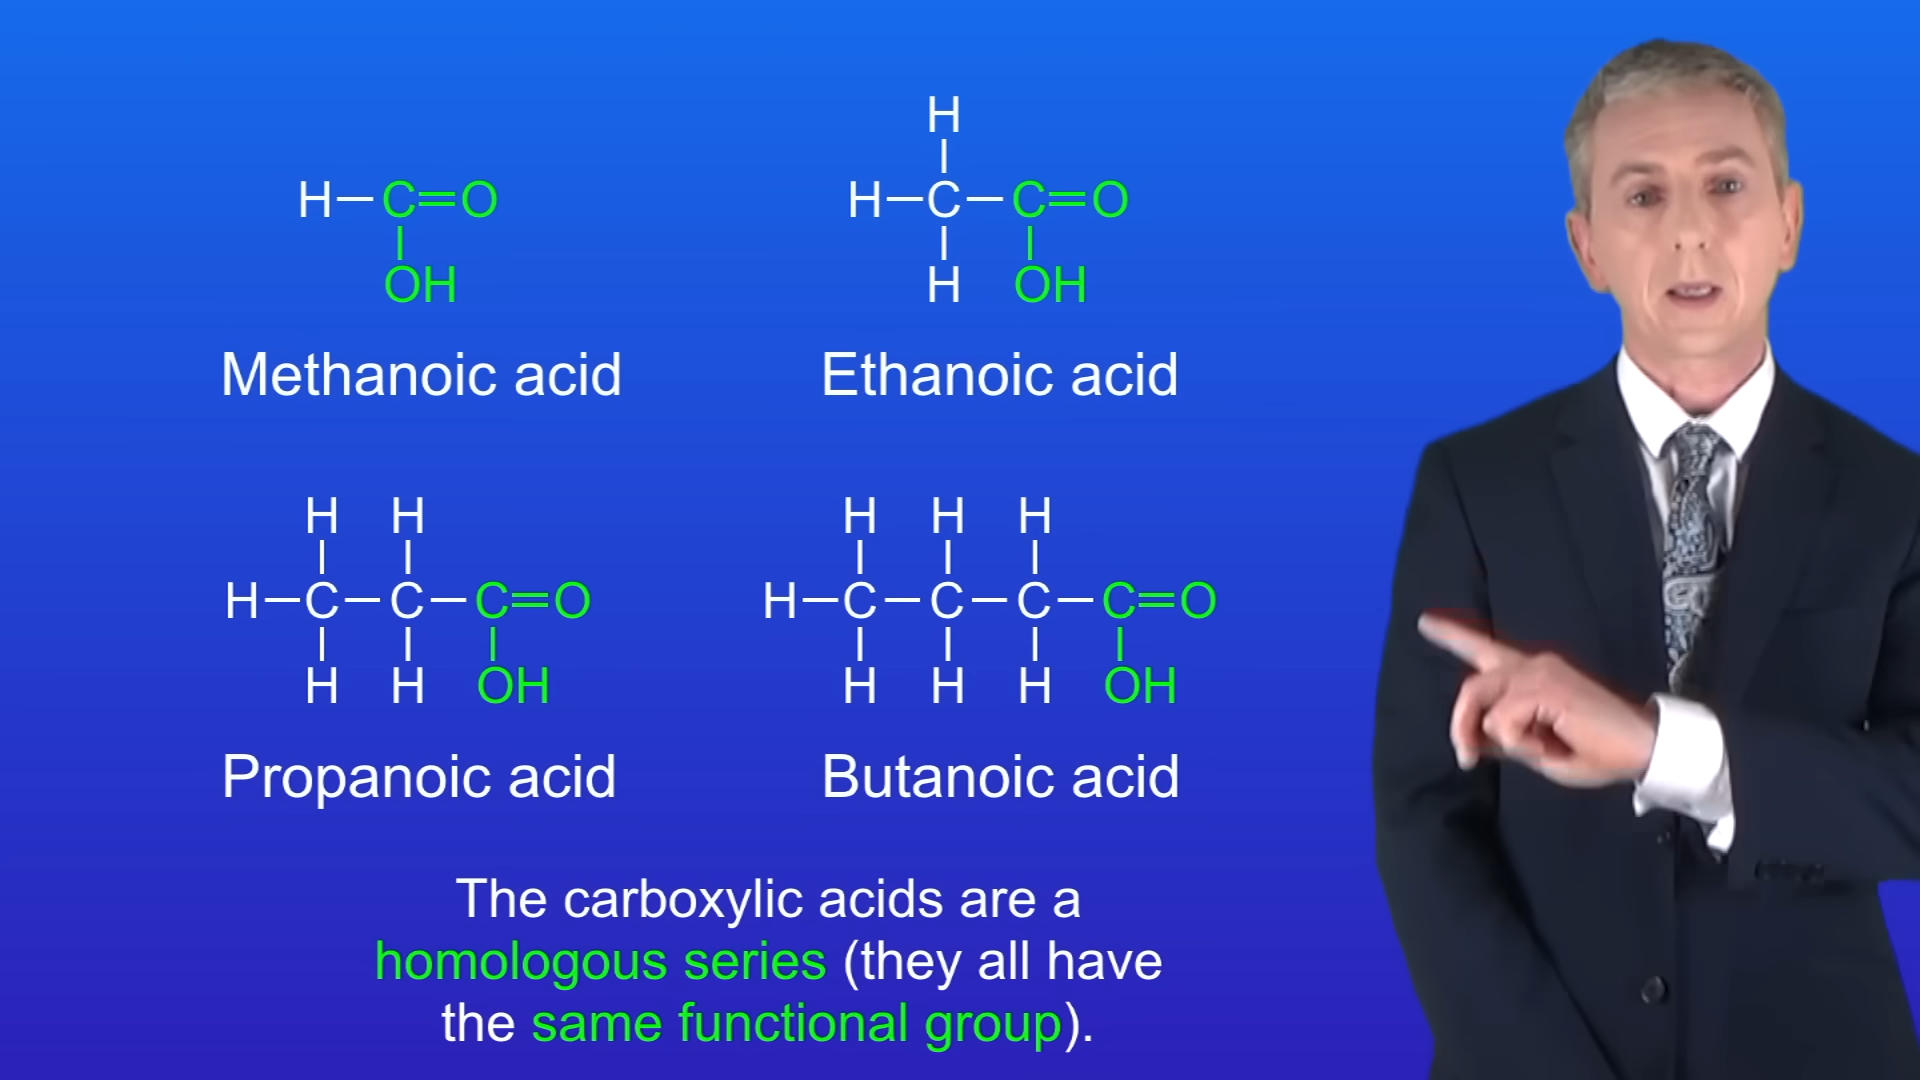 H
H—C=O
OH
Methanoic acid
H
H—C—C=O
H OH
Ethanoic acid
H H
H—C—C—C=O
H H OH
Propanoic acid
H H H
H—C—C—C—C=O
H H H OH
Butanoic acid
The carboxylic acids are a
homologous series (they all have
the same functional group).